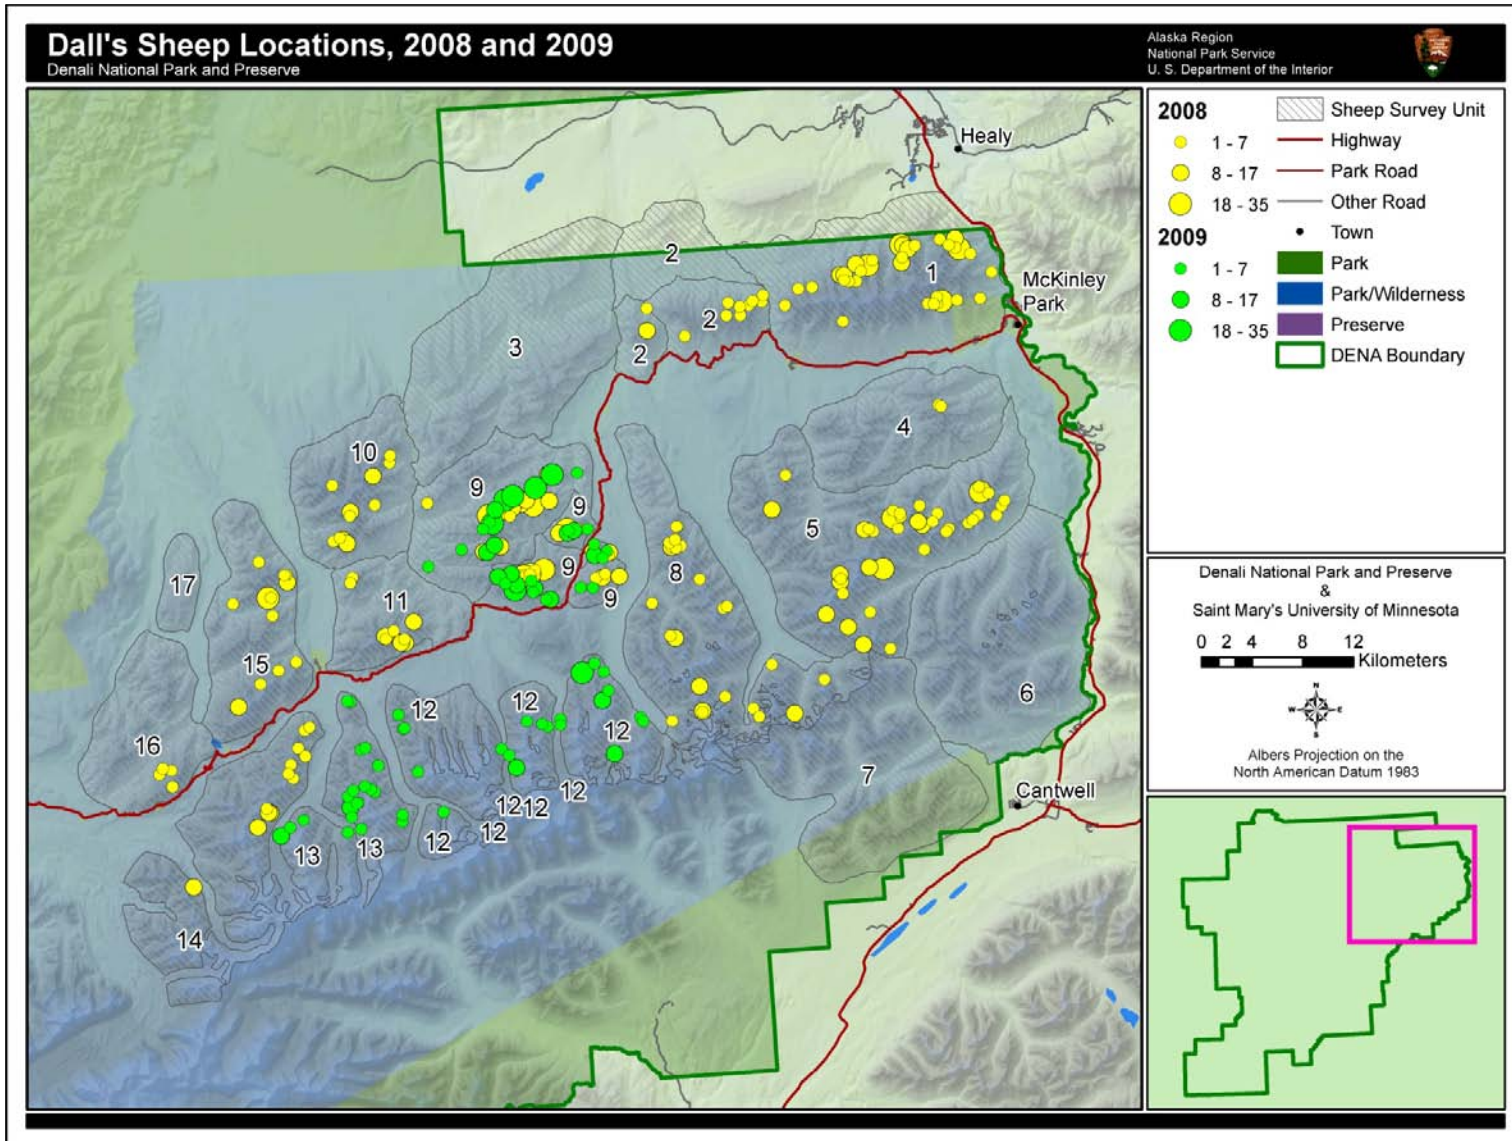 Dall's Sheep Locations, 2008 and 2009
Denali National Park and Preserve
Alaska Region
National Park Service
U. S. Department of the Interior
Healy
2
1
McKinley
Park
2
3
2
4
10
9
9
5
8
9
17
9
11
15
6
12
12
12
16
7
12
Cantwell
12 12
12
12
13
13
14
2008
1 - 7
8 - 17
18 - 35
2009
1 - 7
8 - 17
18 - 35
Sheep Survey Unit
Highway
Park Road
Other Road
Town
Park
Park/Wilderness
Preserve
DENA Boundary
Denali National Park and Preserve
&
Saint Mary's University of Minnesota
0 2 4 8 12
Kilometers
N
W E
S
Albers Projection on the
North American Datum 1983